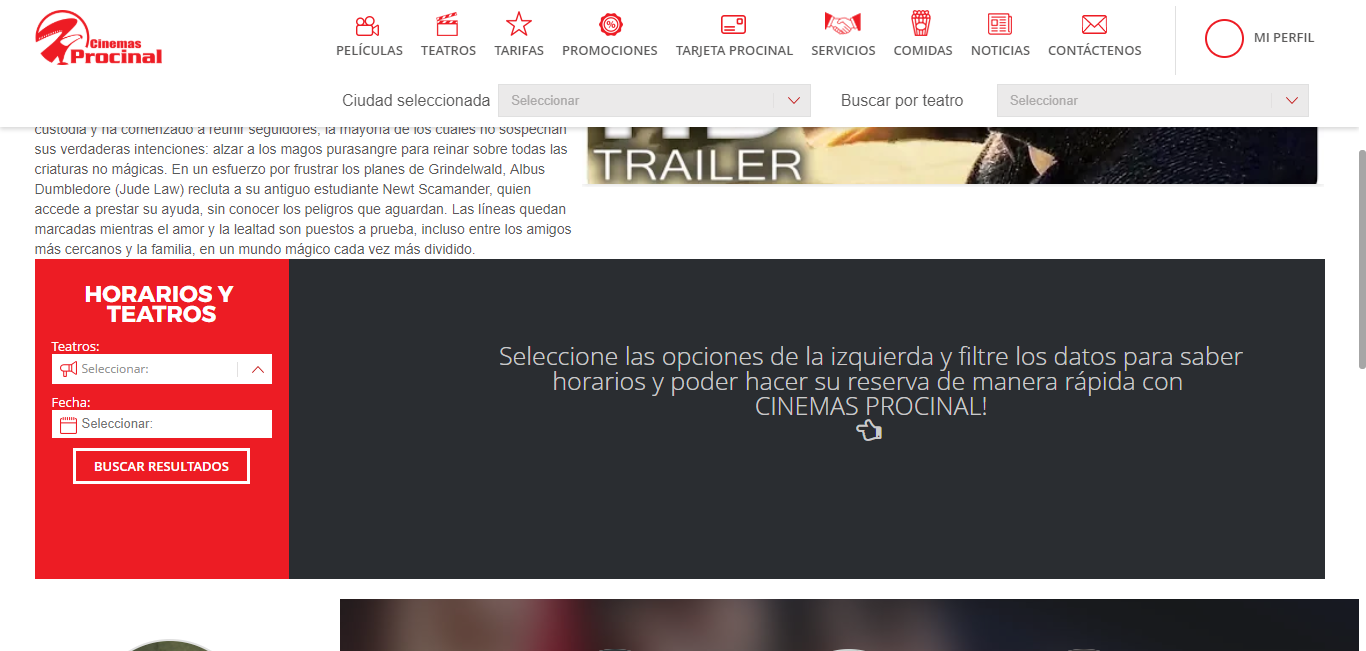 Cinemas
Procinal
PELÍCULAS
TEATROS
TARIFAS
PROMOCIONES
TARJETA PROCINAL
SERVICIOS
COMIDAS
NOTICIAS
CONTÁCTENOS
MI PERFIL
Ciudad seleccionada
Seleccionar
Buscar por teatro
Seleccionar
custodia y ha comenzado a reunir seguidores, la mayoría de los cuales no sospechan
sus verdaderas intenciones: alzar a los magos purasangre para reinar sobre todas las
criaturas no mágicas. En un esfuerzo por frustrar los planes de Grindelwald, Albus
Dumbledore (Jude Law) recluta a su antiguo estudiante Newt Scamander, quien
accede a prestar su ayuda, sin conocer los peligros que aguardan. Las líneas quedan
marcadas mientras el amor y la lealtad son puestos a prueba, incluso entre los amigos
más cercanos y la familia, en un mundo mágico cada vez más dividido.
HD
TRAILER
HORARIOS Y
TEATROS
Teatros:
Seleccionar:
Fecha:
Seleccionar:
BUSCAR RESULTADOS
Seleccione las opciones de la izquierda y filtre los datos para saber
horarios y poder hacer su reserva de manera rápida con
CINEMAS PROCINAL!